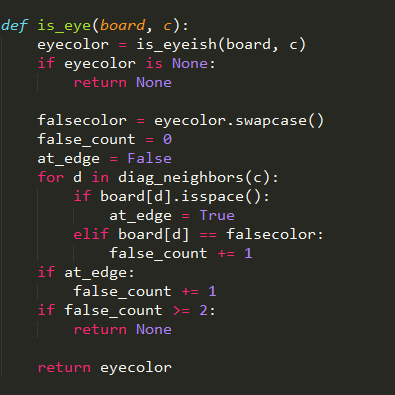 def is_eye(board, c):
    eyecolor = is_eyeish(board, c)
    if eyecolor is None:
        return None

    falsecolor = eyecolor.swapcase()
    false_count = 0
    at_edge = False
    for d in diag_neighbors(c):
        if board[d].isspace():
            at_edge = True
        elif board[d] == falsecolor:
            false_count += 1
    if at_edge:
        false_count += 1
    if false_count >= 2:
        return None

    return eyecolor